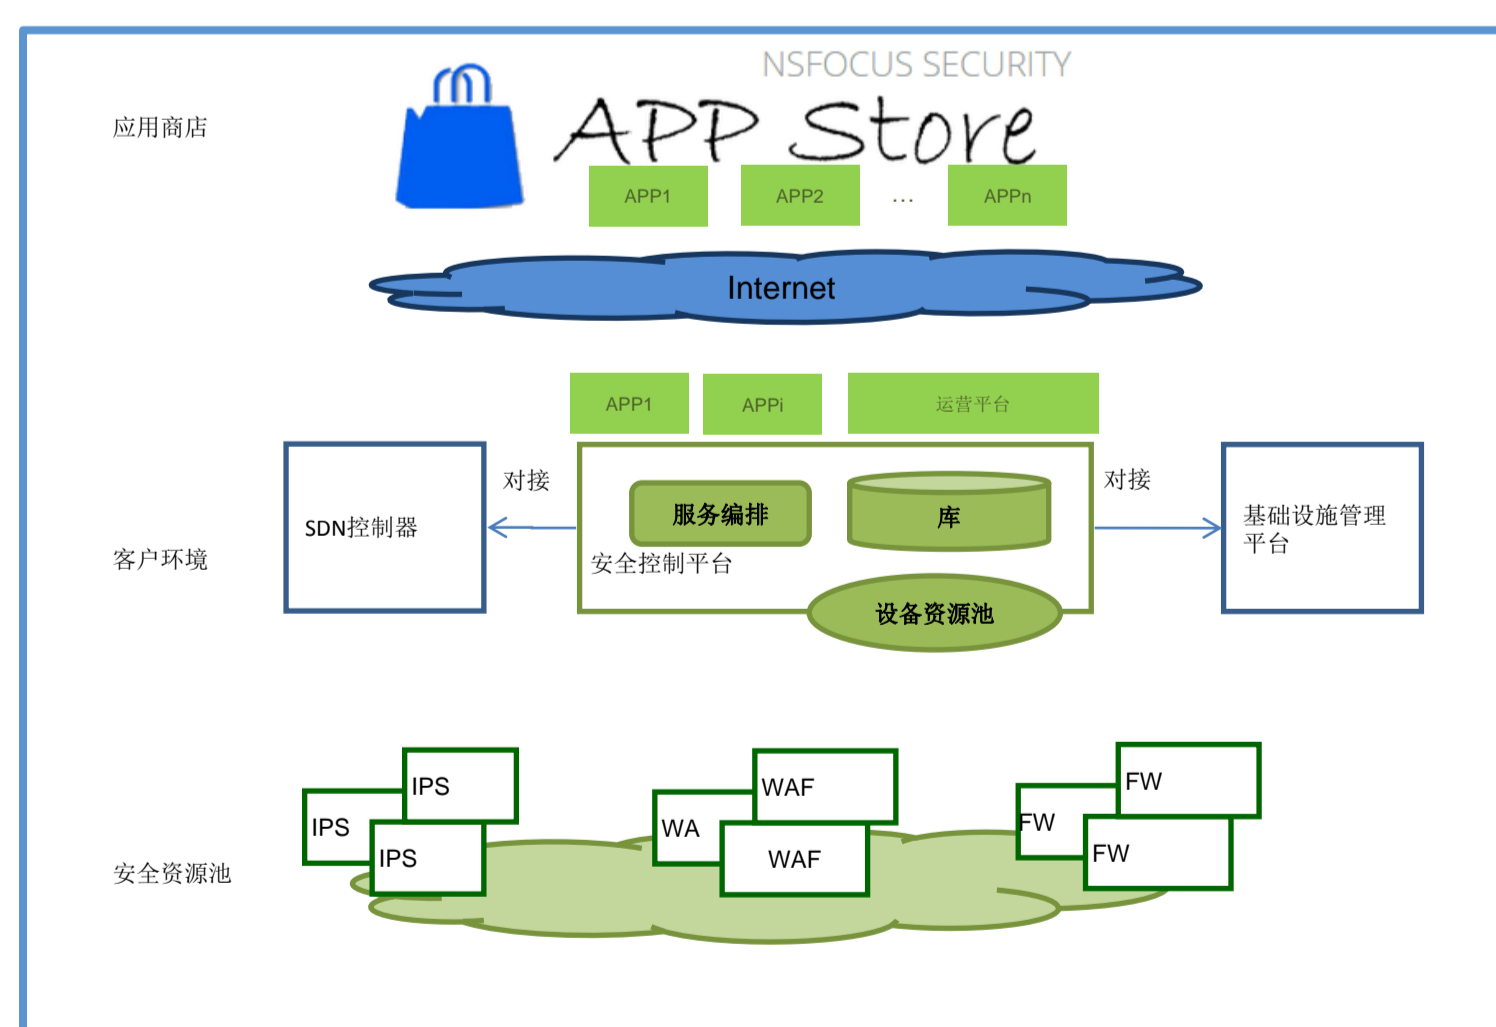 NSFOCUS SECURITY
APP Store
应用商店
APP1
APP2
...
APPn
Internet
APP1
APPi
运营平台
对接
对接
SDN控制器
服务编排
库
基础设施管理
平台
安全控制平台
客户环境
设备资源池
IPS
IPS
IPS
WAF
WA
WAF
FW
FW
FW
安全资源池